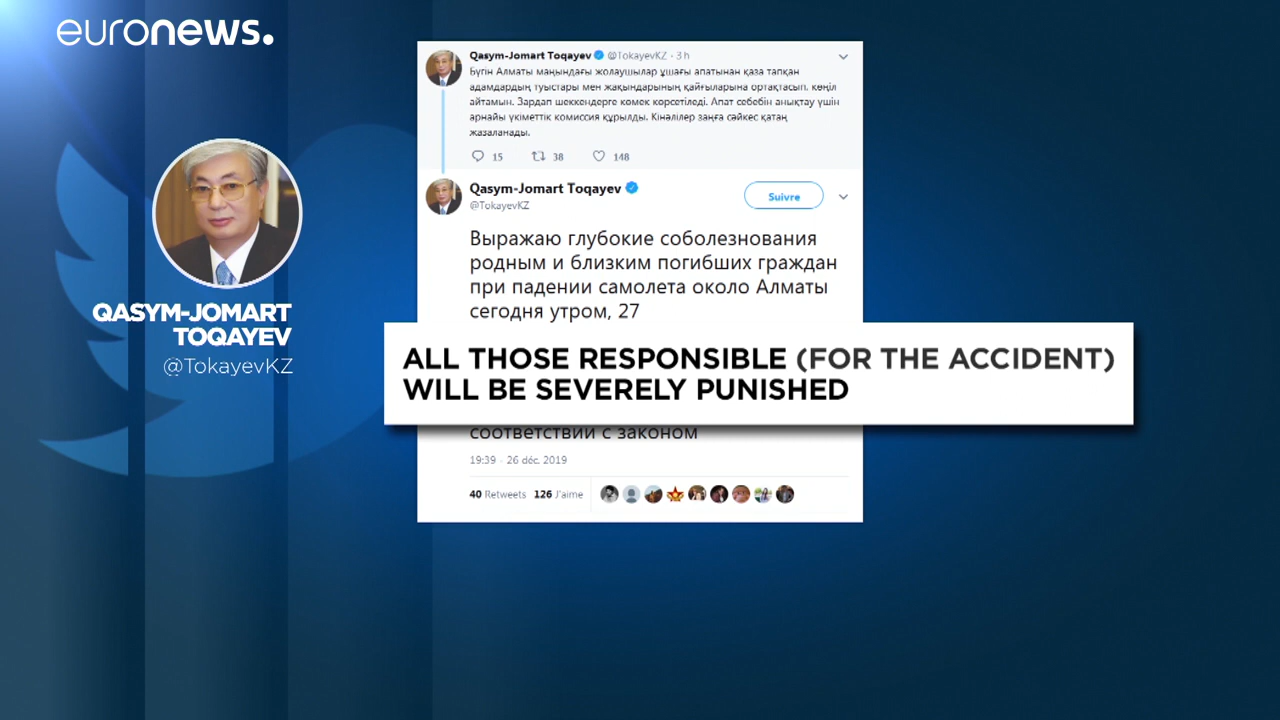 euronews.
Qasym-Jomart Toqayev @TokayevKZ · 3 h
Бүгін Алматы маңындағы жолаушылар ұшағы апатынан қаза тапқан
адамдардың туыстары мен жақындарының қайғыларына ортақтасып, көңіл
айтамын. Зардап шеккендерге көмек көрсетіледі. Апат себебін анықтау үшін
арнайы үкіметтік комиссия құрылды. Кінәлілер заңға сәйкес қатаң
жазаланады.
15 38 148
Qasym-Jomart Toqayev
@TokayevKZ
Suivre
Выражаю глубокие соболезнования
родным и близким погибших граждан
при падении самолета около Алматы
сегодня утром, 27
ALL THOSE RESPONSIBLE (FOR THE ACCIDENT)
WILL BE SEVERELY PUNISHED
соответствии с законом
19:39 - 26 déc. 2019
40 Retweets 126 J'aime
QASYM-JOMART
TOQAYEV
@TokayevKZ